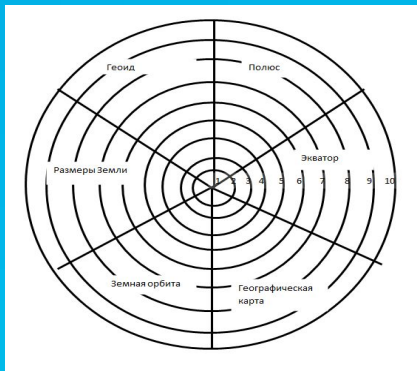 Геоид
Полюс
Экватор
Размеры Земли
1 2 3 4 5 6 7 8 9 10
Земная орбита
Географическая
карта